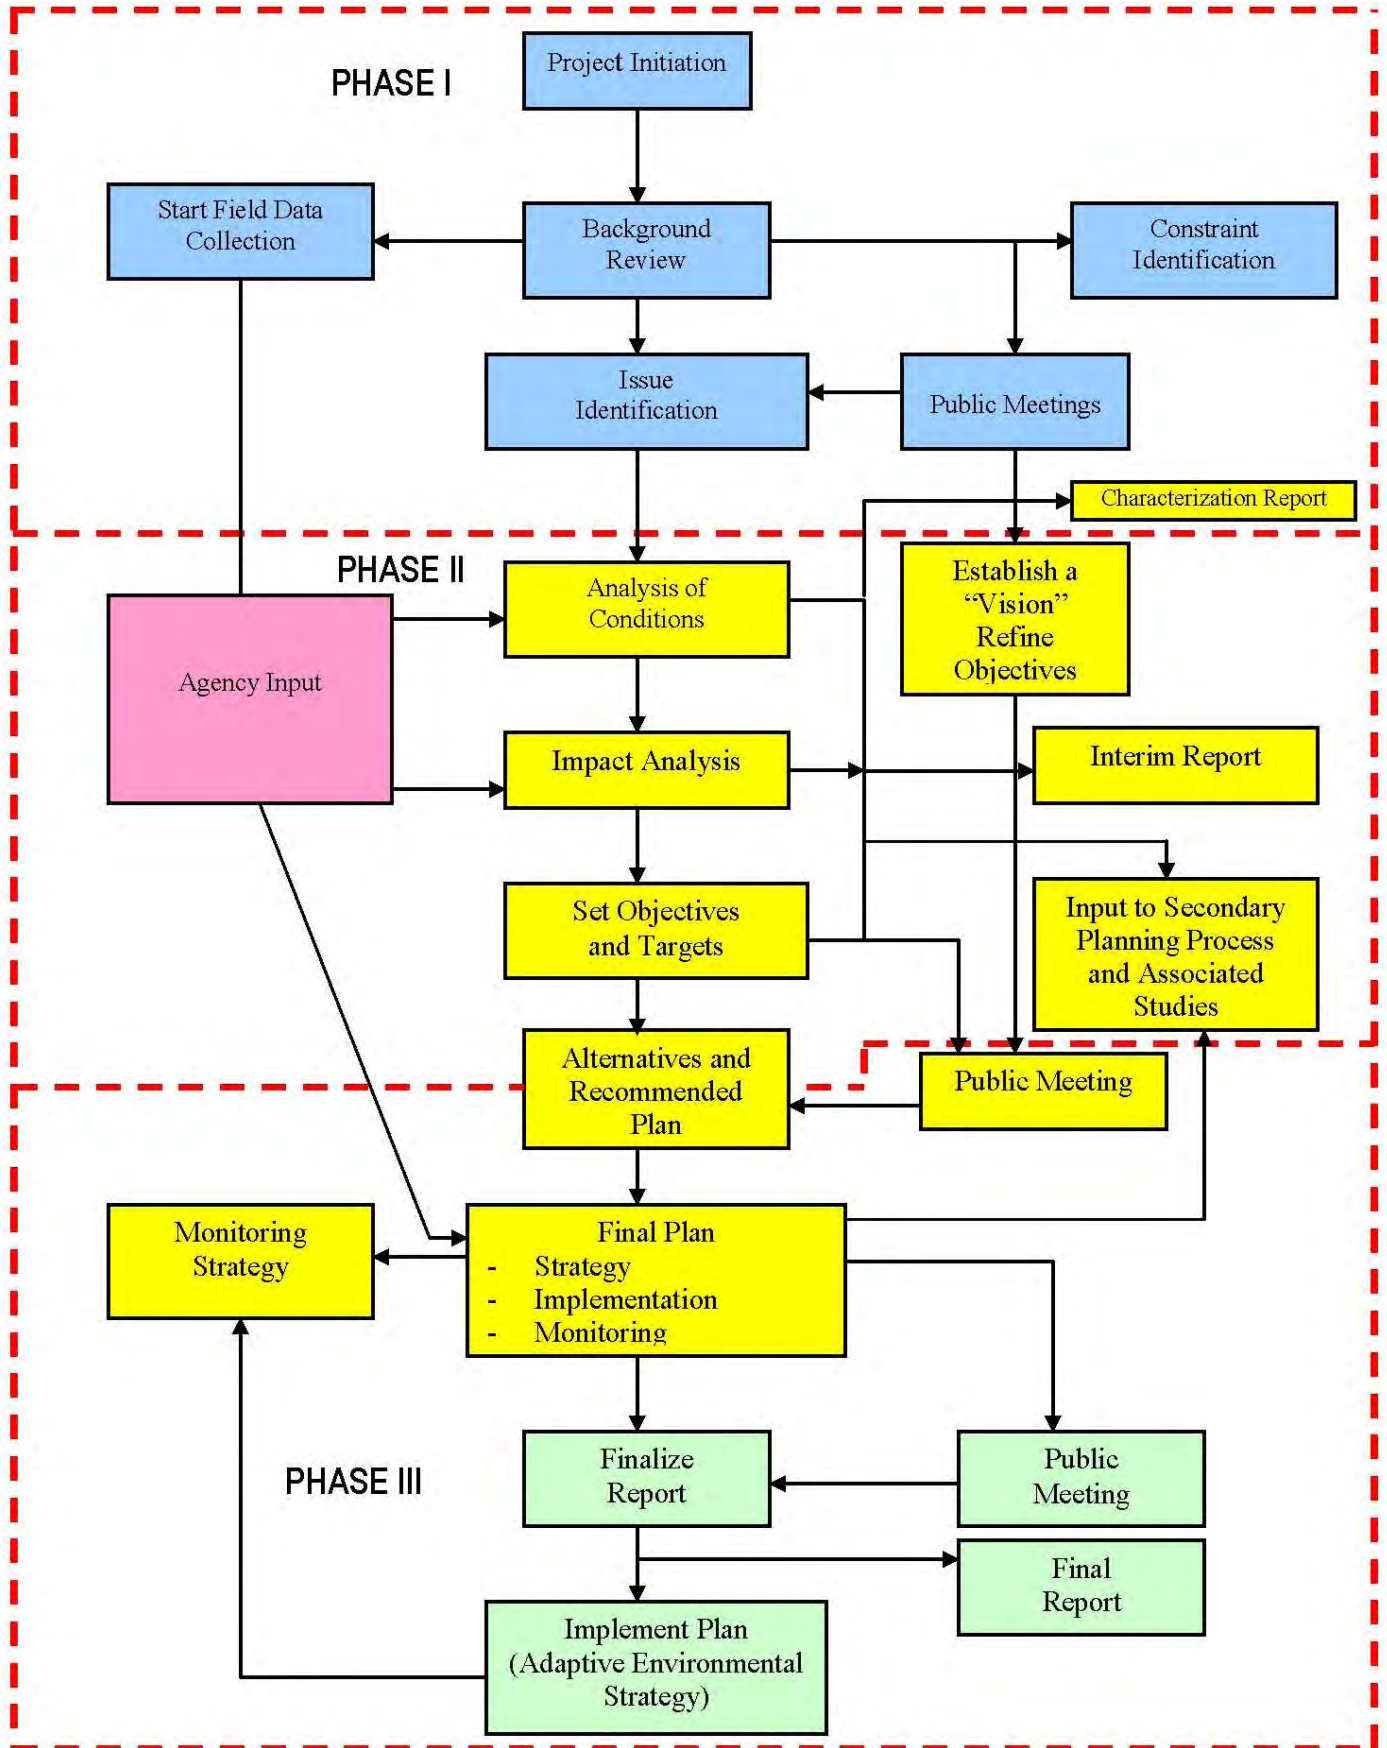 Project Initiation
PHASE I
Start Field Data
Collection
Background
Review
Constraint
Identification
Issue
Identification
Public Meetings
Characterization Report
PHASE II
Analysis of
Conditions
Establish a
“Vision”
Refine
Objectives
Agency Input
Impact Analysis
Interim Report
Set Objectives
and Targets
Input to Secondary
Planning Process
and Associated
Studies
Alternatives and
Recommended
Plan
Public Meeting
Monitoring
Strategy
Final Plan
- Strategy
- Implementation
- Monitoring
PHASE III
Finalize
Report
Public
Meeting
Final
Report
Implement Plan
(Adaptive Environmental
Strategy)